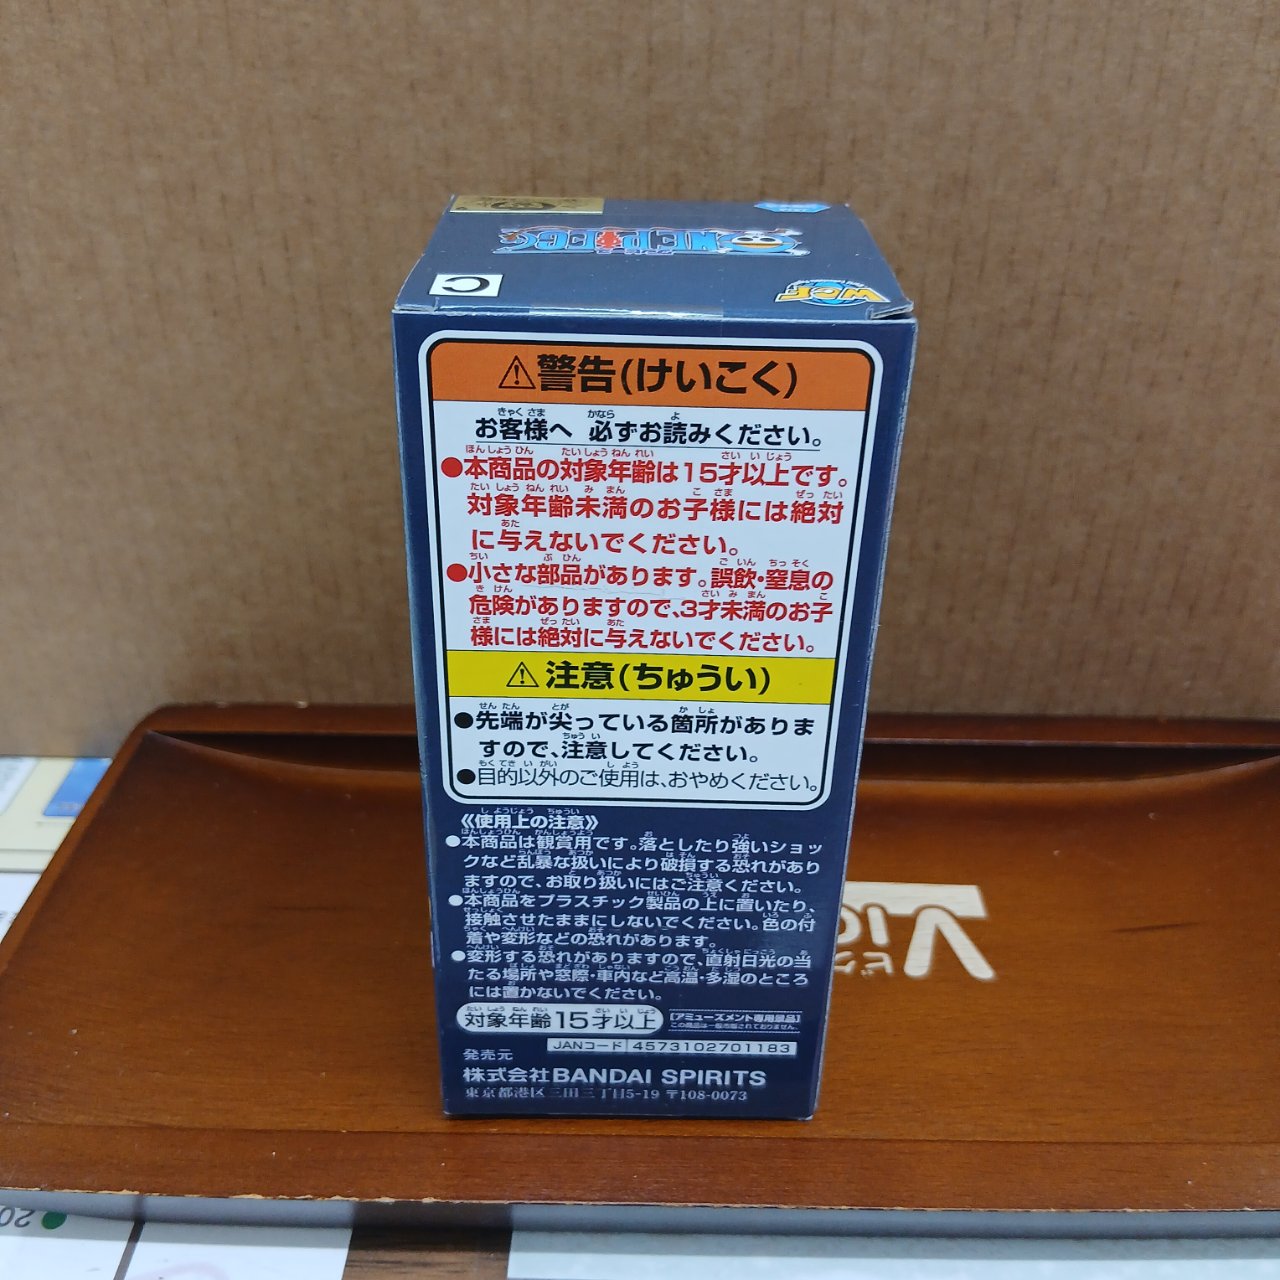 ONE PIECE
C
WCF
⚠警告(けいこく)
お客様へ 必ずお読みください。
●本商品の対象年齢は15才以上です。
対象年齢未満のお子様には絶対
に与えないでください。
●小さな部品があります。誤飲・窒息の
危険がありますので、3才未満のお子
様には絶対に与えないでください。
⚠注意(ちゅうい)
●先端が尖っている箇所がありま
すので、注意してください。
●目的以外のご使用は、おやめください。
《使用上の注意》
●本商品は観賞用です。落としたり強いショッ
クなど乱暴な扱いにより破損する恐れがあり
ますので、お取り扱いにはご注意ください。
●本商品をプラスチック製品の上に置いたり、
接触させたままにしないでください。色の付
着や変形などの恐れがあります。
●変形する恐れがありますので、直射日光の当
たる場所や窓際・車内など高温・多湿のところ
には置かないでください。
対象年齢15才以上
【アミューズメント専用景品】
この商品は一般市販されておりません。
JANコード 4573102701183
発売元
株式会社BANDAI SPIRITS
東京都港区三田三丁目5-19 〒108-0073